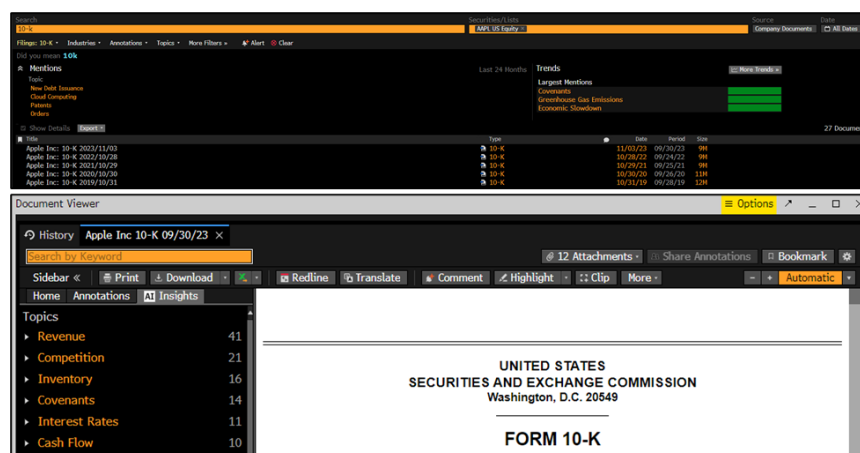 Search Securities/Lists Source Date
10-k AAPL US Equity Company Documents All Dates
Filings: 10-K Industries Annotations Topics More Filters » Alert Clear
Did you mean 10k
Mentions Last 24 Months Trends More Trends »
Topic Largest Mentions
New Debt Issuance Covenants
Cloud Computing Greenhouse Gas Emissions
Patents Economic Slowdown
Orders
Show Details Export 27 Docume
Title Type Date Period Size
Apple Inc: 10-K 2023/11/03 10-K 11/03/23 09/30/23 9M
Apple Inc: 10-K 2022/10/28 10-K 10/28/22 09/24/22 9M
Apple Inc: 10-K 2021/10/29 10-K 10/29/21 09/25/21 9M
Apple Inc: 10-K 2020/10/30 10-K 10/30/20 09/26/20 11M
Apple Inc: 10-K 2019/10/31 10-K 10/31/19 09/28/19 12M
Document Viewer Options
History Apple Inc 10-K 09/30/23 ×
Search by Keyword 12 Attachments Share Annotations Bookmark
Sidebar « Print Download Redline Translate Comment Highlight Clip More - + Automatic
Home Annotations AI Insights
Topics
Revenue 41
Competition 21
Inventory 16
Covenants 14
Interest Rates 11
Cash Flow 10
UNITED STATES
SECURITIES AND EXCHANGE COMMISSION
Washington, D.C. 20549
FORM 10-K